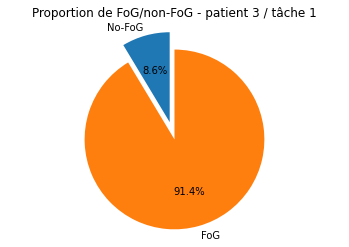 Proportion de FoG/non-FoG - patient 3 / tâche 1
No-FoG
8.6%
91.4%
FoG